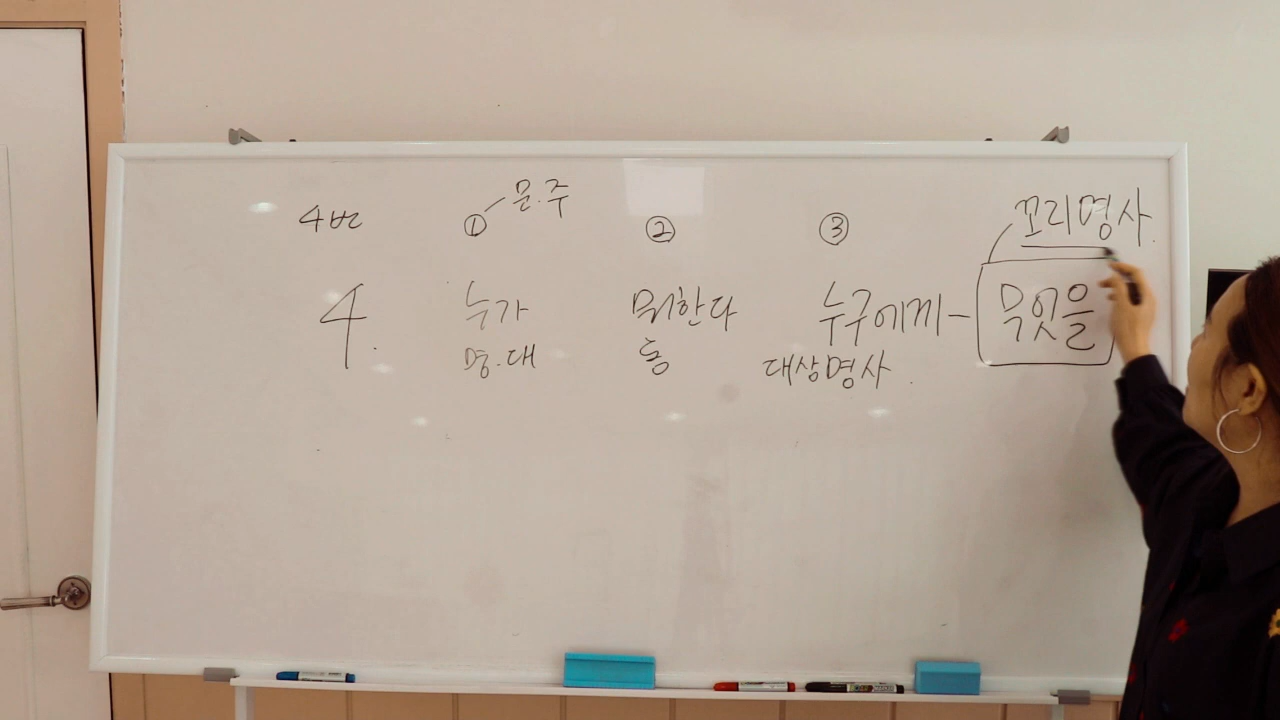 4번 ① 문.주 ② ③ 꼬리명사.
4. 누가 뭐한다 누구에게 - 무엇을
명.대 동 대상명사.